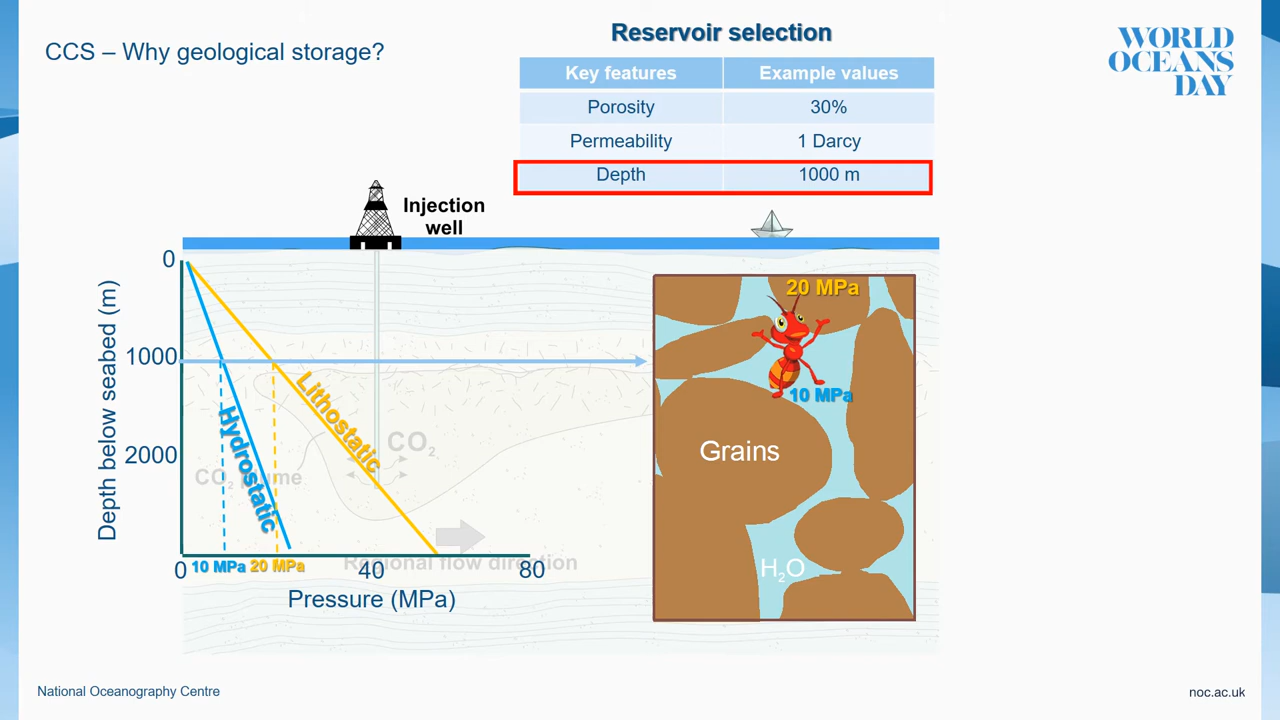 CCS – Why geological storage?
Reservoir selection
WORLD
OCEANS
DAY
Key features Example values
Porosity 30%
Permeability 1 Darcy
Depth 1000 m
Injection
well
0
1000
2000
Depth below seabed (m)
Hydrostatic
Lithostatic
CO₂
CO₂ plume
Regional flow direction
0 10 MPa 20 MPa 40 80
Pressure (MPa)
20 MPa
10 MPa
Grains
H₂O
National Oceanography Centre
noc.ac.uk